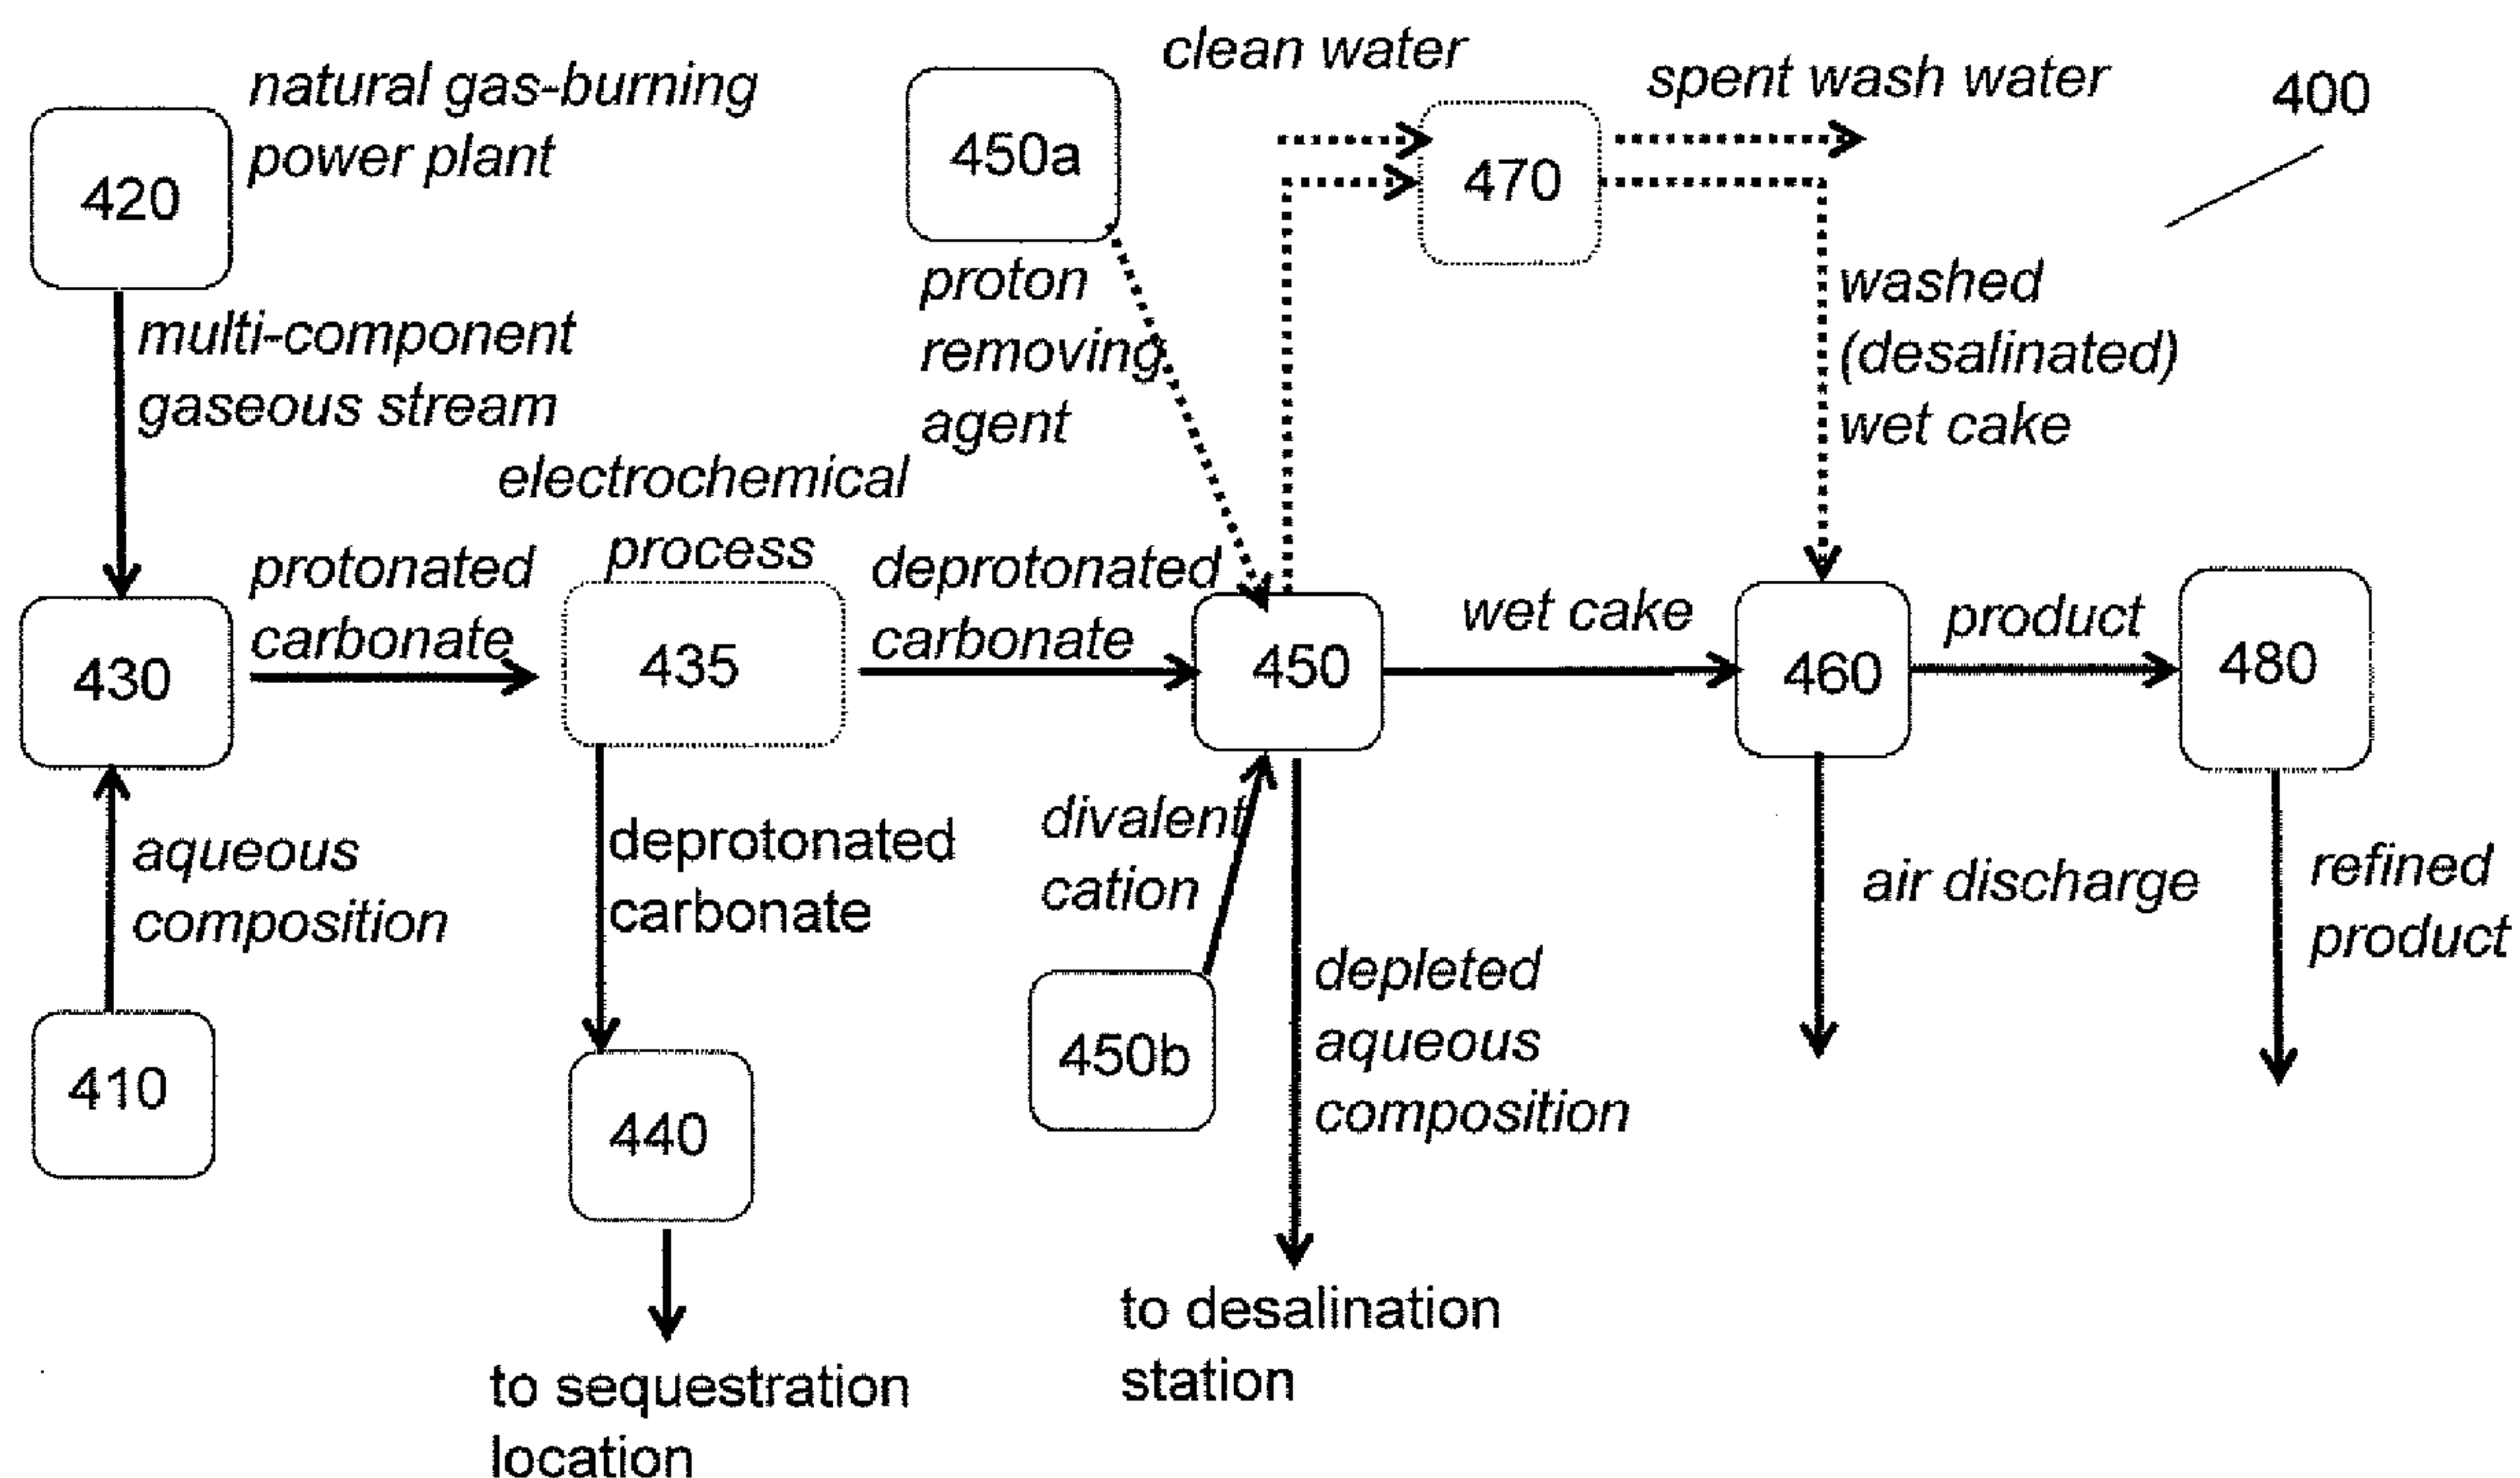 clean water
natural gas-burning
power plant
420
450a
470
spent wash water
400
multi-component
gaseous stream
proton
removing
agent
washed
(desalinated)
wet cake
electrochemical
process
protonated
carbonate
deprotonated
carbonate
wet cake
product
430
435
450
460
480
aqueous
composition
deprotonated
carbonate
divalent
cation
air discharge
refined
product
410
440
450b
depleted
aqueous
composition
to desalination
station
to sequestration
location